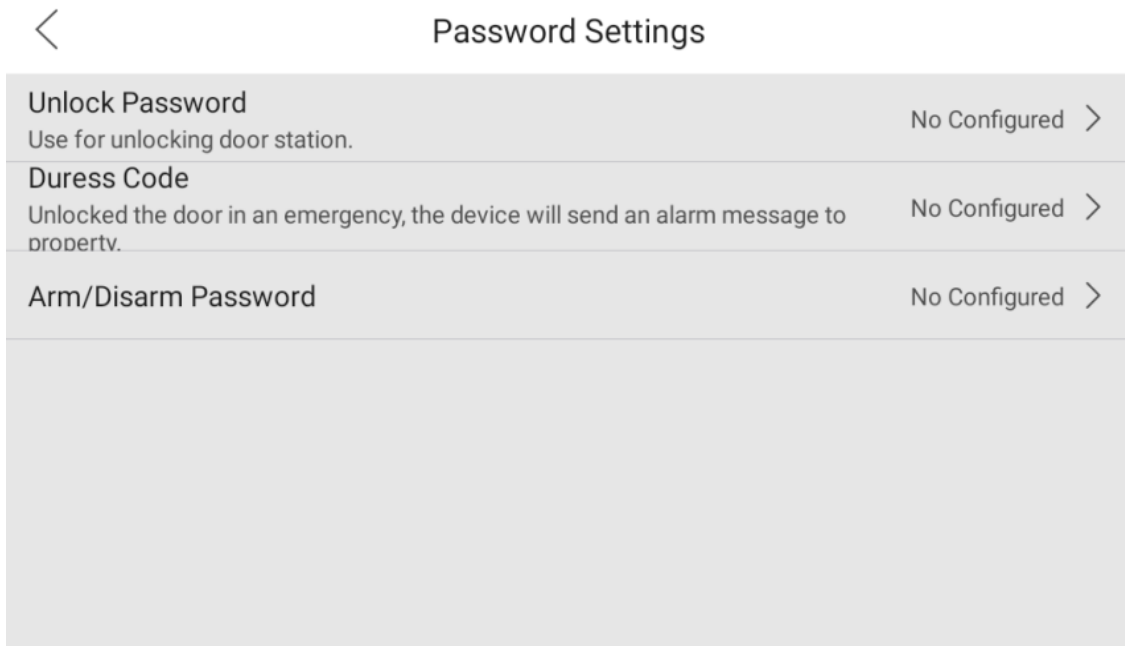 Password Settings
Unlock Password
Use for unlocking door station.
No Configured
Duress Code
Unlocked the door in an emergency, the device will send an alarm message to
property.
No Configured
Arm/Disarm Password
No Configured